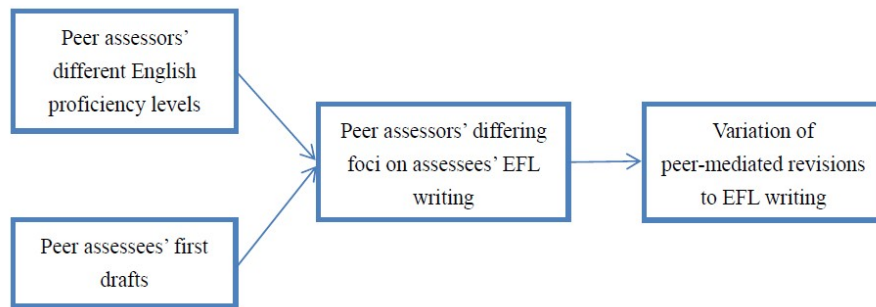 Peer assessors’
different English
proficiency levels
Peer assessees’ first
drafts
Peer assessors’ differing
foci on assessees’ EFL
writing
Variation of
peer-mediated revisions
to EFL writing